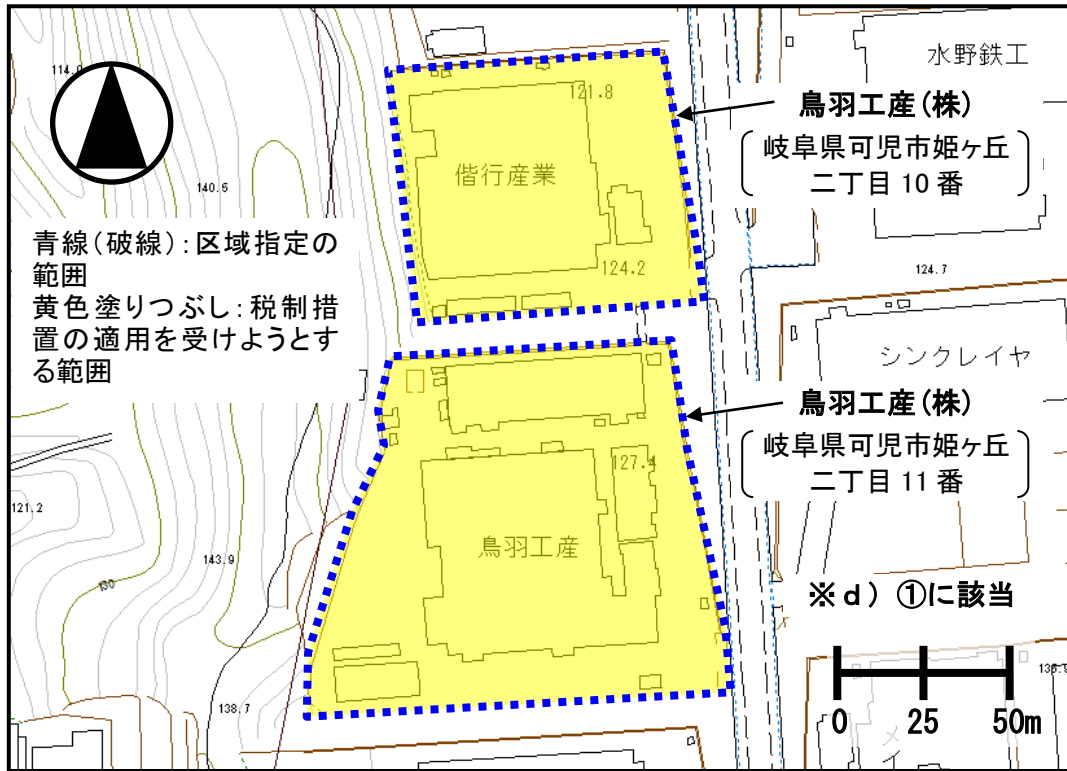 水野鉄工
114.0
121.8
鳥羽工産(株)
岐阜県可児市姫ヶ丘
二丁目 10 番
偕行産業
140.5
青線(破線):区域指定の
範囲
黄色塗りつぶし:税制措
置の適用を受けようとす
る範囲
124.2
124.7
シンクレイヤ
鳥羽工産(株)
岐阜県可児市姫ヶ丘
二丁目 11 番
127.4
121.2
鳥羽工産
143.9
130
※d) ①に該当
138.7
0 25 50m
メ
イ